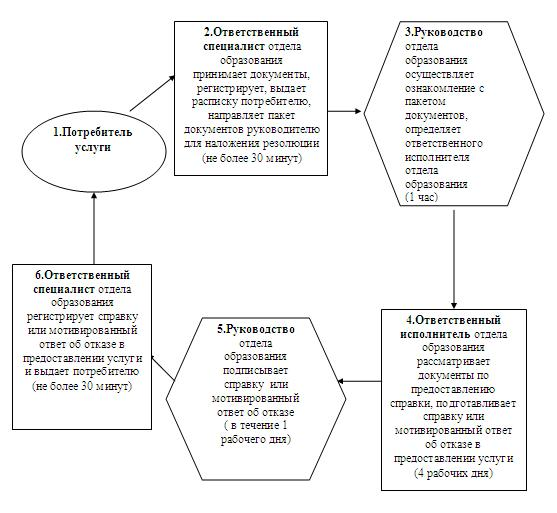 1.Потребитель
услуги
2.Ответственный
специалист отдела
образования
принимает документы,
регистрирует, выдает
расписку потребителю,
направляет пакет
документов руководителю
для наложения резолюции
(не более 30 минут)
3.Руководство
отдела
образования
осуществляет
ознакомление с
пакетом
документов,
определяет
ответственного
исполнителя
отдела
образования
(1 час)
4.Ответственный
исполнитель отдела
образования
рассматривает
документы по
предоставлению
справки, подготавливает
справку или
мотивированный ответ
об отказе в
предоставлении услуги
(4 рабочих дня)
5.Руководство
отдела
образования
подписывает
справку или
мотивированный
ответ об отказе
( в течение 1
рабочего дня)
6.Ответственный
специалист отдела
образования
регистрирует справку
или мотивированный
ответ об отказе в
предоставлении услуги
и выдает потребителю
(не более 30 минут)